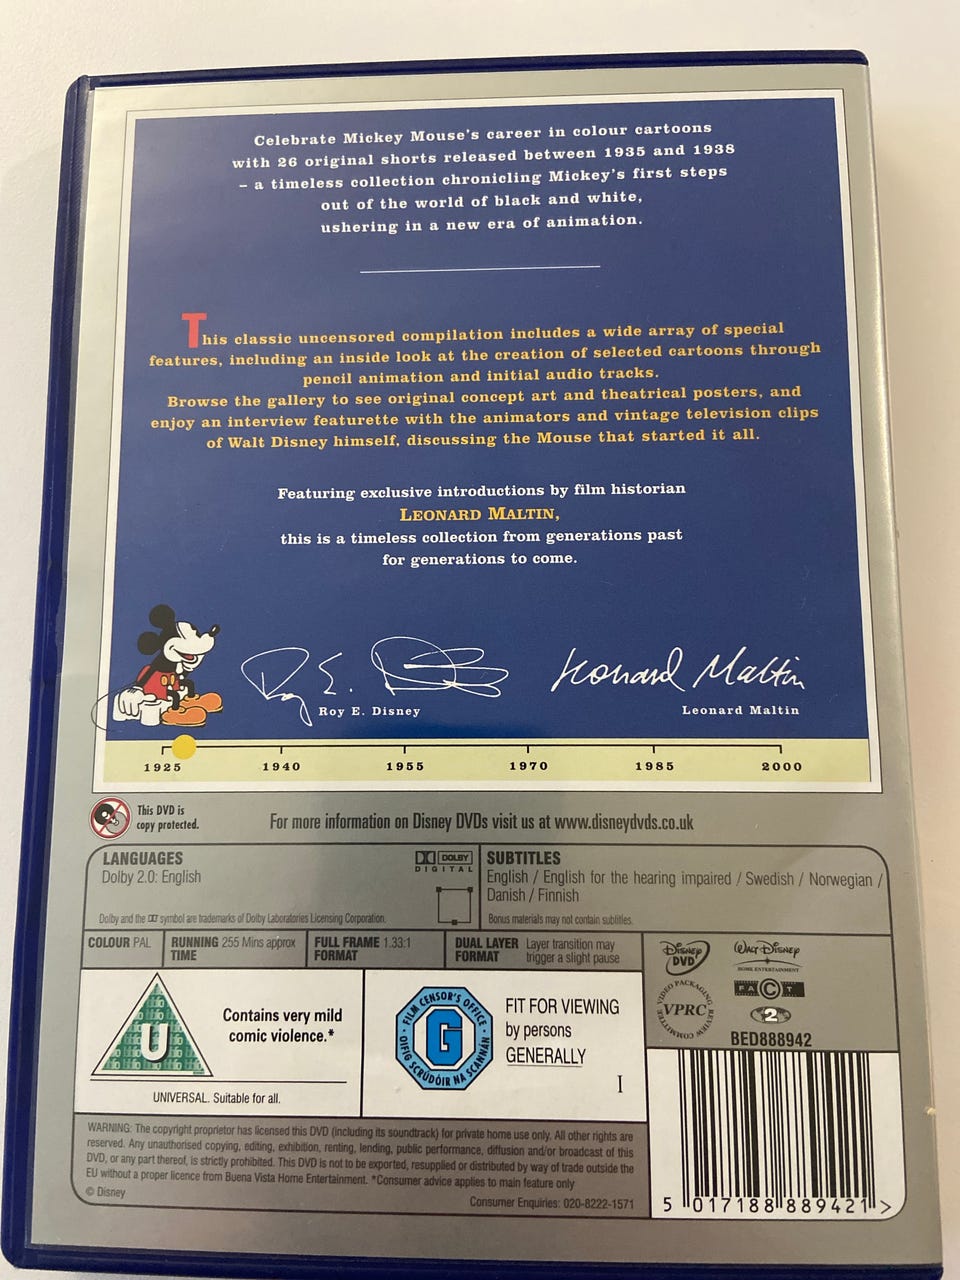 Celebrate Mickey Mouse's career in colour cartoons
with 26 original shorts released between 1935 and 1938
– a timeless collection chronicling Mickey's first steps
out of the world of black and white,
ushering in a new era of animation.
This classic uncensored compilation includes a wide array of special
features, including an inside look at the creation of selected cartoons through
pencil animation and initial audio tracks.
Browse the gallery to see original concept art and theatrical posters, and
enjoy an interview featurette with the animators and vintage television clips
of Walt Disney himself, discussing the Mouse that started it all.
Featuring exclusive introductions by film historian
LEONARD MALTIN,
this is a timeless collection from generations past
for generations to come.
Roy E. Disney
Leonard Maltin
Roy E. Disney
Leonard Maltin
1925 1940 1955 1970 1985 2000
This DVD is
copy protected.
For more information on Disney DVDs visit us at www.disneydvds.co.uk
LANGUAGES
Dolby 2.0: English
DOLBY
DIGITAL
Dolby and the DD symbol are trademarks of Dolby Laboratories Licensing Corporation.
SUBTITLES
English / English for the hearing impaired / Swedish / Norwegian /
Danish / Finnish
Bonus materials may not contain subtitles.
COLOUR PAL
RUNNING 255 Mins approx
TIME
FULL FRAME 1.33:1
FORMAT
DUAL LAYER Layer transition may
FORMAT trigger a slight pause
Disney
DVD
WALT DISNEY
HOME ENTERTAINMENT
FACT
VIDEO PACKAGING
VPRC
REVIEW COMMITTEE
2
BED888942
U
Contains very mild
comic violence.*
UNIVERSAL. Suitable for all.
FILM CENSOR'S OFFICE
G
OIFIG SCRÚDÓIR NA SCANNÁN
FIT FOR VIEWING
by persons
GENERALLY
I
WARNING: The copyright proprietor has licensed this DVD (including its soundtrack) for private home use only. All other rights are
reserved. Any unauthorised copying, editing, exhibition, renting, lending, public performance, diffusion and/or broadcast of this
DVD, or any part thereof, is strictly prohibited. This DVD is not to be exported, resupplied or distributed by way of trade outside the
EU without a proper licence from Buena Vista Home Entertainment. *Consumer advice applies to main feature only
© Disney
Consumer Enquiries: 020-8222-1571
5 017188 889421 >